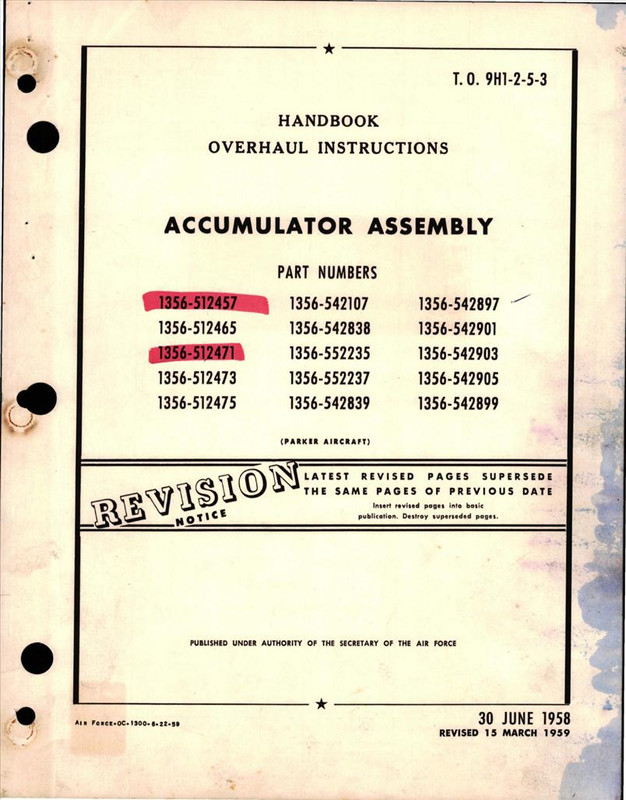 T. O. 9H1-2-5-3
HANDBOOK
OVERHAUL INSTRUCTIONS
ACCUMULATOR ASSEMBLY
PART NUMBERS
1356-512457 1356-542107 1356-542897
1356-512465 1356-542838 1356-542901
1356-512471 1356-552235 1356-542903
1356-512473 1356-552237 1356-542905
1356-512475 1356-542839 1356-542899
(PARKER AIRCRAFT)
REVISION
NOTICE
LATEST REVISED PAGES SUPERSEDE
THE SAME PAGES OF PREVIOUS DATE
Insert revised pages into basic
publication. Destroy superseded pages.
PUBLISHED UNDER AUTHORITY OF THE SECRETARY OF THE AIR FORCE
AIR FORCE-OC-1300-6-22-59
30 JUNE 1958
REVISED 15 MARCH 1959